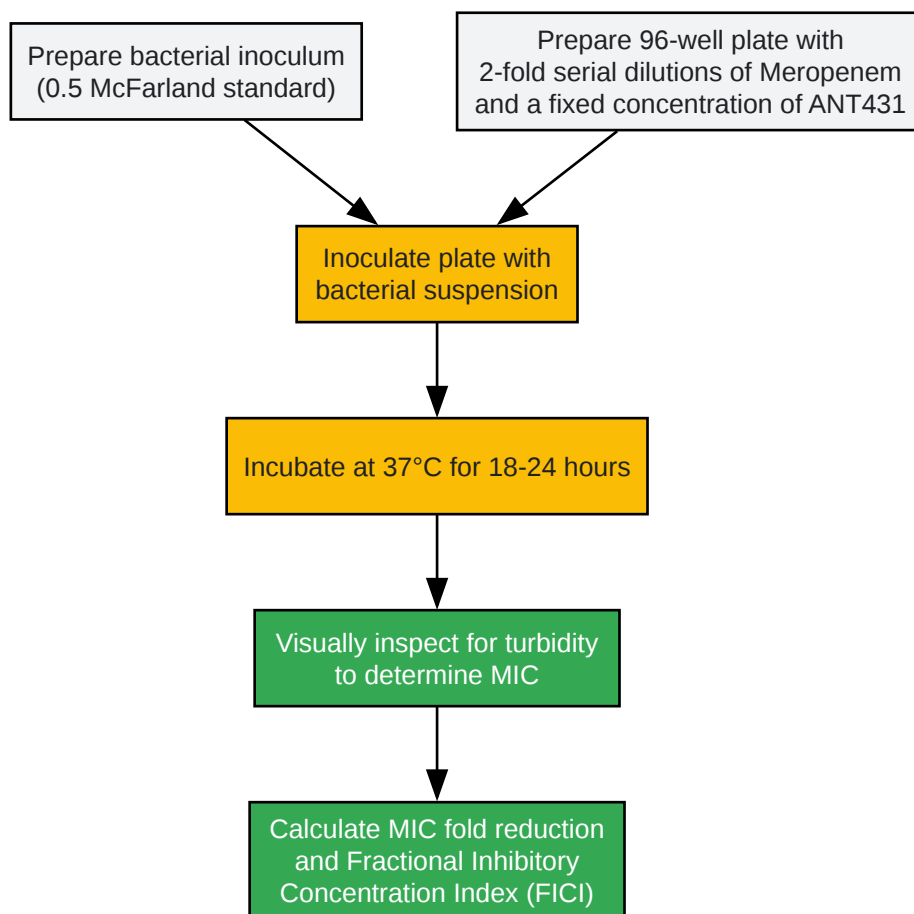 Prepare bacterial inoculum
(0.5 McFarland standard)
Prepare 96-well plate with
2-fold serial dilutions of Meropenem
and a fixed concentration of ANT431
Inoculate plate with
bacterial suspension
Incubate at 37°C for 18-24 hours
Visually inspect for turbidity
to determine MIC
Calculate MIC fold reduction
and Fractional Inhibitory
Concentration Index (FICI)